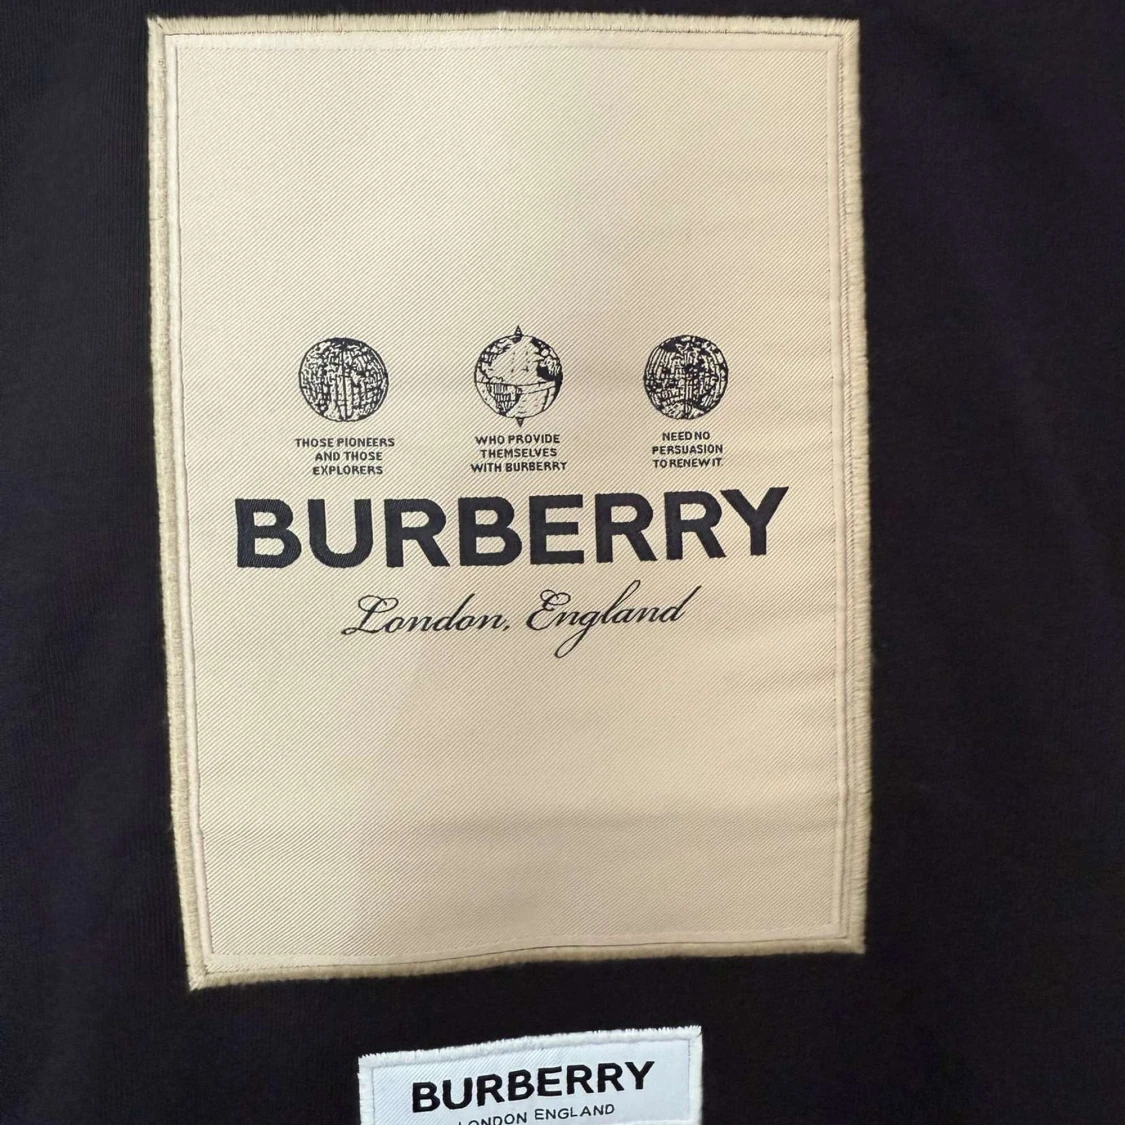 THOSE PIONEERS
AND THOSE
EXPLORERS
WHO PROVIDE
THEMSELVES
WITH BURBERRY
NEED NO
PERSUASION
TO RENEW IT
BURBERRY
London, England
BURBERRY
LONDON ENGLAND